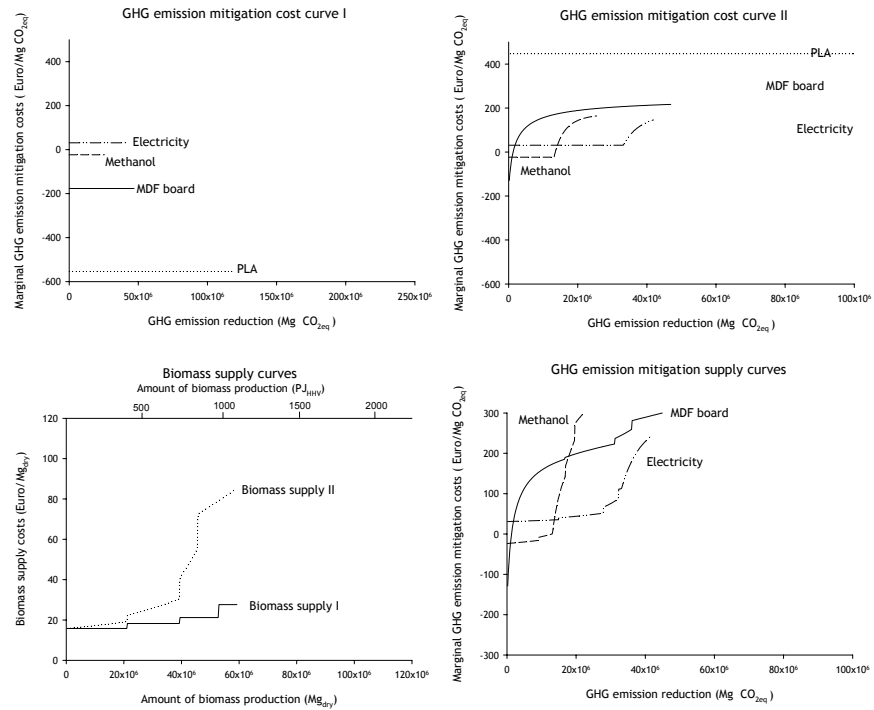 GHG emission mitigation cost curve I
Marginal GHG emission mitigation costs ( Euro/Mg CO2eq)
400
200
0
-200
-400
-600
Electricity
Methanol
MDF board
PLA
0
50x10⁶
100x10⁶
150x10⁶
200x10⁶
250x10⁶
GHG emission reduction (Mg CO2eq )
GHG emission mitigation cost curve II
Marginal GHG emission mitigation costs ( Euro/Mg CO2eq)
400
200
0
-200
-400
-600
PLA
MDF board
Electricity
Methanol
0
20x10⁶
40x10⁶
60x10⁶
80x10⁶
100x10⁶
GHG emission reduction (Mg CO2eq )
Biomass supply curves
Amount of biomass production (PJHHV)
500
1000
1500
2000
Biomass supply costs (Euro/Mgdry)
120
100
80
60
40
20
0
Biomass supply II
Biomass supply I
0
20x10⁶
40x10⁶
60x10⁶
80x10⁶
100x10⁶
120x10⁶
Amount of biomass production (Mgdry)
GHG emission mitigation supply curves
Marginal GHG emission mitigation costs ( Euro/Mg CO2eq)
300
200
100
0
-100
-200
-300
Methanol
MDF board
Electricity
0
20x10⁶
40x10⁶
60x10⁶
80x10⁶
100x10⁶
GHG emission reduction (Mg CO2eq )